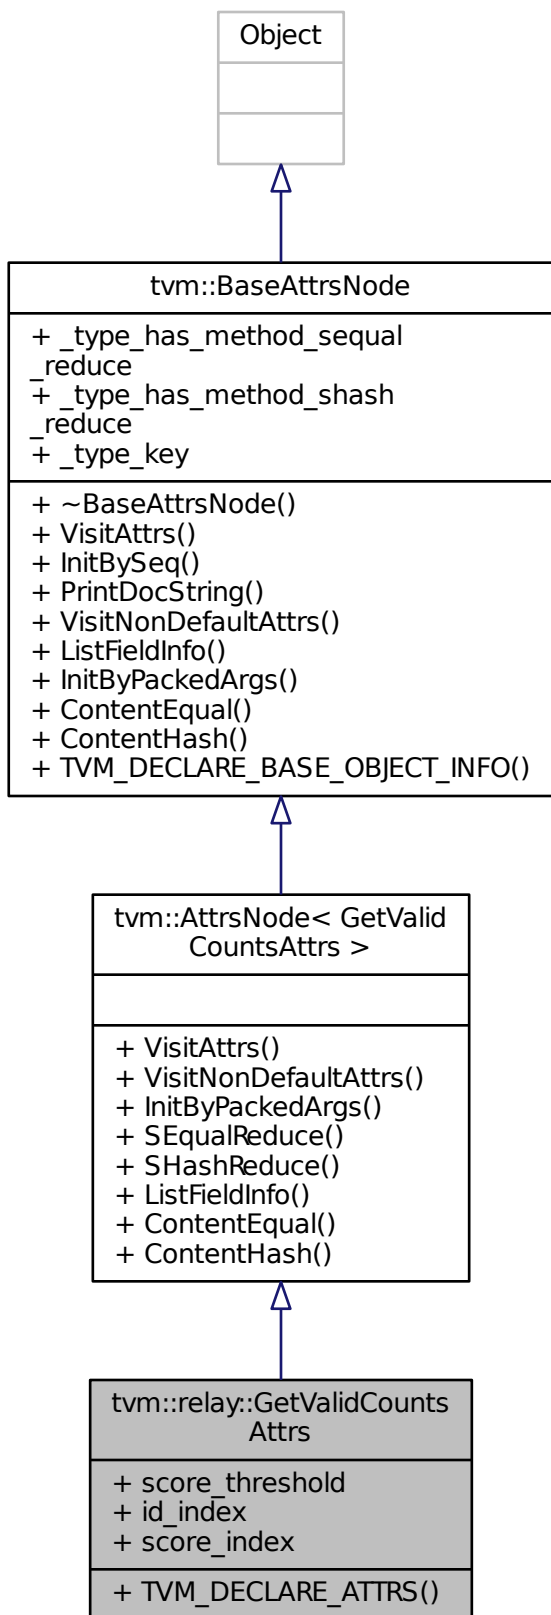 Object
tvm::BaseAttrsNode
+ _type_has_method_sequal
_reduce
+ _type_has_method_shash
_reduce
+ _type_key
+ ~BaseAttrsNode()
+ VisitAttrs()
+ InitBySeq()
+ PrintDocString()
+ VisitNonDefaultAttrs()
+ ListFieldInfo()
+ InitByPackedArgs()
+ ContentEqual()
+ ContentHash()
+ TVM_DECLARE_BASE_OBJECT_INFO()
tvm::AttrsNode< GetValid
CountsAttrs >
+ VisitAttrs()
+ VisitNonDefaultAttrs()
+ InitByPackedArgs()
+ SEqualReduce()
+ SHashReduce()
+ ListFieldInfo()
+ ContentEqual()
+ ContentHash()
tvm::relay::GetValidCounts
Attrs
+ score_threshold
+ id_index
+ score_index
+ TVM_DECLARE_ATTRS()